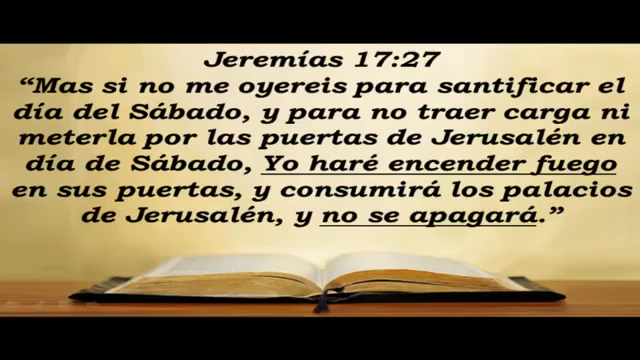 Jeremías 17:27
“Mas si no me oyereis para santificar el
día del Sábado, y para no traer carga ni
meterla por las puertas de Jerusalén en
día de Sábado, Yo haré encender fuego
en sus puertas, y consumirá los palacios
de Jerusalén, y no se apagará.”